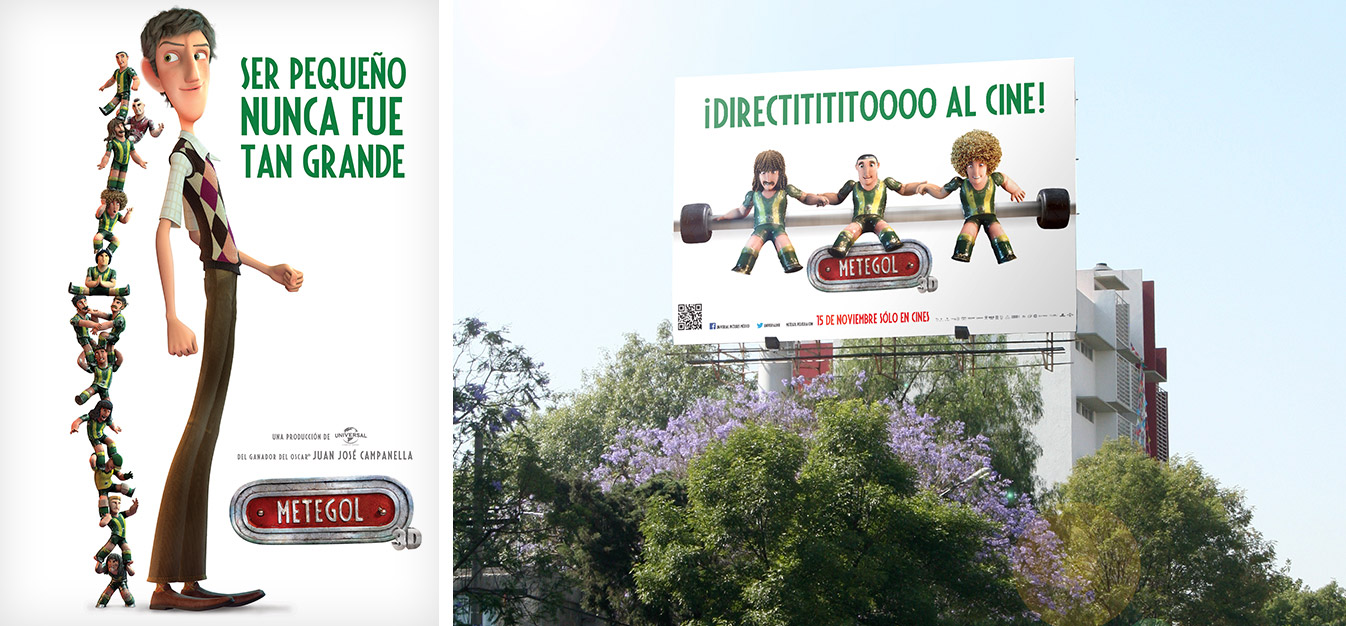 SER PEQUEÑO
NUNCA FUE
TAN GRANDE
UNA PRODUCCIÓN DE UNIVERSAL
DEL GANADOR DEL OSCAR® JUAN JOSÉ CAMPANELLA
METEGOL
3D
¡DIRECTITITITOOOO AL CINE!
METEGOL
3D
15 DE NOVIEMBRE SÓLO EN CINES